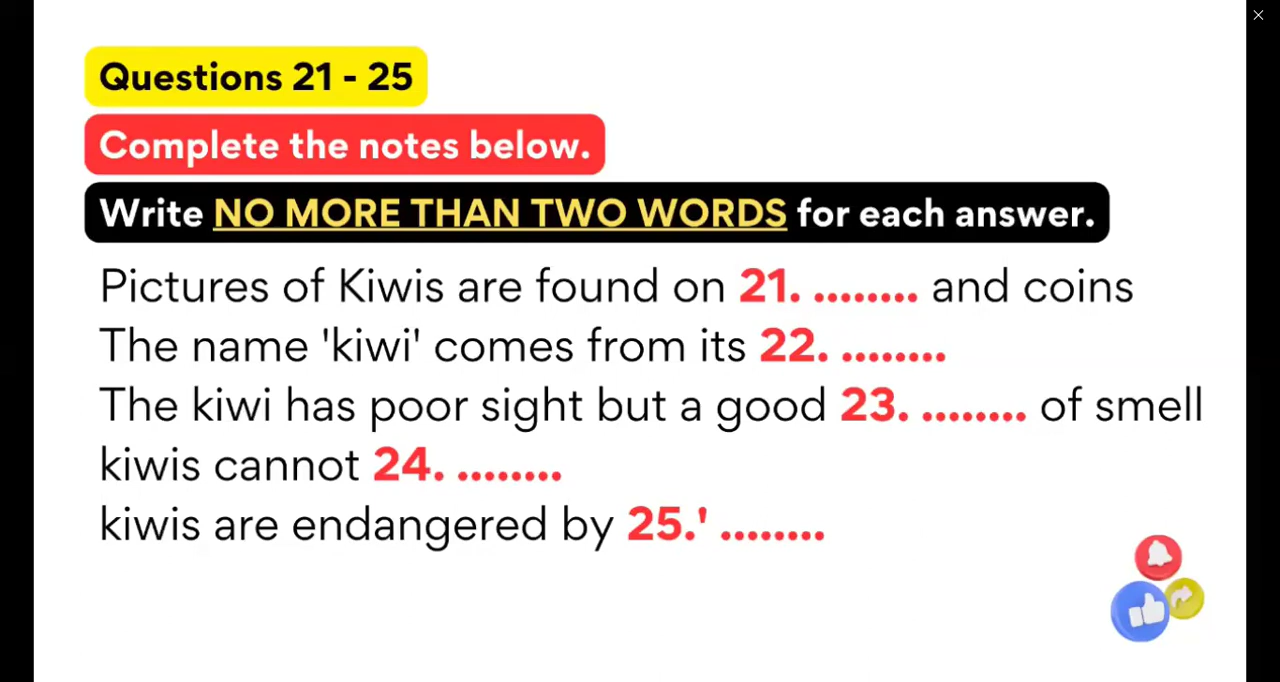 Questions 21 - 25
Complete the notes below.
Write NO MORE THAN TWO WORDS for each answer.
Pictures of Kiwis are found on 21. ........ and coins
The name 'kiwi' comes from its 22. ........
The kiwi has poor sight but a good 23. ........ of smell
kiwis cannot 24. ........
kiwis are endangered by 25.' ........